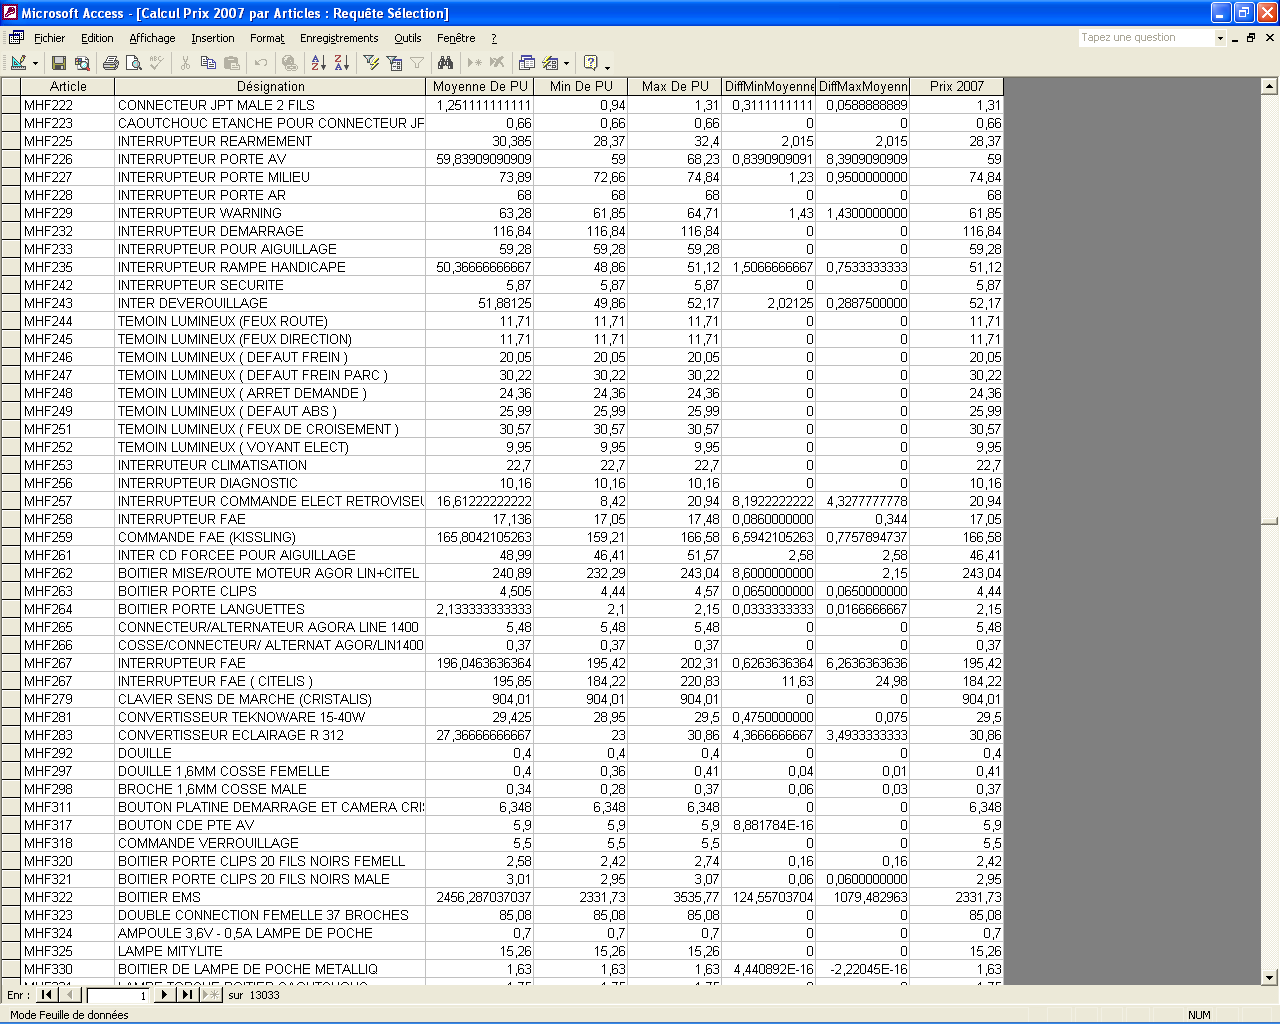 Microsoft Access - [Calcul Prix 2007 par Articles : Requête Sélection]
Fichier Edition Affichage Insertion Format Enregistrements Outils Fenêtre ? Tapez une question
Article Désignation Moyenne De PU Min De PU Max De PU DiffMinMoyenne DiffMaxMoyenn Prix 2007
MHF222 CONNECTEUR JPT MALE 2 FILS 1,251111111111 0,94 1,31 0,3111111111 0,0588888889 1,31
MHF223 CAOUTCHOUC ETANCHE POUR CONNECTEUR JF 0,66 0,66 0,66 0 0 0,66
MHF225 INTERRUPTEUR REARMEMENT 30,385 28,37 32,4 2,015 2,015 28,37
MHF226 INTERRUPTEUR PORTE AV 59,83909090909 59 68,23 0,8390909091 8,3909090909 59
MHF227 INTERRUPTEUR PORTE MILIEU 73,89 72,66 74,84 1,23 0,9500000000 74,84
MHF228 INTERRUPTEUR PORTE AR 68 68 68 0 0 68
MHF229 INTERRUPTEUR WARNING 63,28 61,85 64,71 1,43 1,4300000000 61,85
MHF232 INTERRUPTEUR DEMARRAGE 116,84 116,84 116,84 0 0 116,84
MHF233 INTERRUPTEUR POUR AIGUILLAGE 59,28 59,28 59,28 0 0 59,28
MHF235 INTERRUPTEUR RAMPE HANDICAPE 50,36666666667 48,86 51,12 1,5066666667 0,7533333333 51,12
MHF242 INTERRUPTEUR SECURITE 5,87 5,87 5,87 0 0 5,87
MHF243 INTER DEVEROUILLAGE 51,88125 49,86 52,17 2,02125 0,2887500000 52,17
MHF244 TEMOIN LUMINEUX (FEUX ROUTE) 11,71 11,71 11,71 0 0 11,71
MHF245 TEMOIN LUMINEUX (FEUX DIRECTION) 11,71 11,71 11,71 0 0 11,71
MHF246 TEMOIN LUMINEUX ( DEFAUT FREIN ) 20,05 20,05 20,05 0 0 20,05
MHF247 TEMOIN LUMINEUX ( DEFAUT FREIN PARC ) 30,22 30,22 30,22 0 0 30,22
MHF248 TEMOIN LUMINEUX ( ARRET DEMANDE ) 24,36 24,36 24,36 0 0 24,36
MHF249 TEMOIN LUMINEUX ( DEFAUT ABS ) 25,99 25,99 25,99 0 0 25,99
MHF251 TEMOIN LUMINEUX ( FEUX DE CROISEMENT ) 30,57 30,57 30,57 0 0 30,57
MHF252 TEMOIN LUMINEUX ( VOYANT ELECT) 9,95 9,95 9,95 0 0 9,95
MHF253 INTERRUTEUR CLIMATISATION 22,7 22,7 22,7 0 0 22,7
MHF256 INTERRUPTEUR DIAGNOSTIC 10,16 10,16 10,16 0 0 10,16
MHF257 INTERRUPTEUR COMMANDE ELECT RETROVISEU 16,61222222222 8,42 20,94 8,1922222222 4,3277777778 20,94
MHF258 INTERRUPTEUR FAE 17,136 17,05 17,48 0,0860000000 0,344 17,05
MHF259 COMMANDE FAE (KISSLING) 165,8042105263 159,21 166,58 6,5942105263 0,7757894737 166,58
MHF261 INTER CD FORCEE POUR AIGUILLAGE 48,99 46,41 51,57 2,58 2,58 46,41
MHF262 BOITIER MISE/ROUTE MOTEUR AGOR LIN+CITEL 240,89 232,29 243,04 8,6000000000 2,15 243,04
MHF263 BOITIER PORTE CLIPS 4,505 4,44 4,57 0,0650000000 0,0650000000 4,44
MHF264 BOITIER PORTE LANGUETTES 2,133333333333 2,1 2,15 0,0333333333 0,0166666667 2,15
MHF265 CONNECTEUR/ALTERNATEUR AGORA LINE 1400 5,48 5,48 5,48 0 0 5,48
MHF266 COSSE/CONNECTEUR/ ALTERNAT AGOR/LIN1400 0,37 0,37 0,37 0 0 0,37
MHF267 INTERRUPTEUR FAE 196,0463636364 195,42 202,31 0,6263636364 6,2636363636 195,42
MHF267 INTERRUPTEUR FAE ( CITELIS ) 195,85 184,22 220,83 11,63 24,98 184,22
MHF279 CLAVIER SENS DE MARCHE (CRISTALIS) 904,01 904,01 904,01 0 0 904,01
MHF281 CONVERTISSEUR TEKNOWARE 15-40W 29,425 28,95 29,5 0,4750000000 0,075 29,5
MHF283 CONVERTISSEUR ECLAIRAGE R 312 27,36666666667 23 30,86 4,3666666667 3,4933333333 30,86
MHF292 DOUILLE 0,4 0,4 0,4 0 0 0,4
MHF297 DOUILLE 1,6MM COSSE FEMELLE 0,4 0,36 0,41 0,04 0,01 0,41
MHF298 BROCHE 1,6MM COSSE MALE 0,34 0,28 0,37 0,06 0,03 0,37
MHF311 BOUTON PLATINE DEMARRAGE ET CAMERA CRI 6,348 6,348 6,348 0 0 6,348
MHF317 BOUTON CDE PTE AV 5,9 5,9 5,9 8,881784E-16 0 5,9
MHF318 COMMANDE VERROUILLAGE 5,5 5,5 5,5 0 0 5,5
MHF320 BOITIER PORTE CLIPS 20 FILS NOIRS FEMELL 2,58 2,42 2,74 0,16 0,16 2,42
MHF321 BOITIER PORTE CLIPS 20 FILS NOIRS MALE 3,01 2,95 3,07 0,06 0,0600000000 2,95
MHF322 BOITIER EMS 2456,287037037 2331,73 3535,77 124,55703704 1079,482963 2331,73
MHF323 DOUBLE CONNECTION FEMELLE 37 BROCHES 85,08 85,08 85,08 0 0 85,08
MHF324 AMPOULE 3,6V - 0,5A LAMPE DE POCHE 0,7 0,7 0,7 0 0 0,7
MHF325 LAMPE MITYLITE 15,26 15,26 15,26 0 0 15,26
MHF330 BOITIER DE LAMPE DE POCHE METALLIQ 1,63 1,63 1,63 4,440892E-16 -2,22045E-16 1,63
Enr : 1 sur 13033
Mode Feuille de données NUM